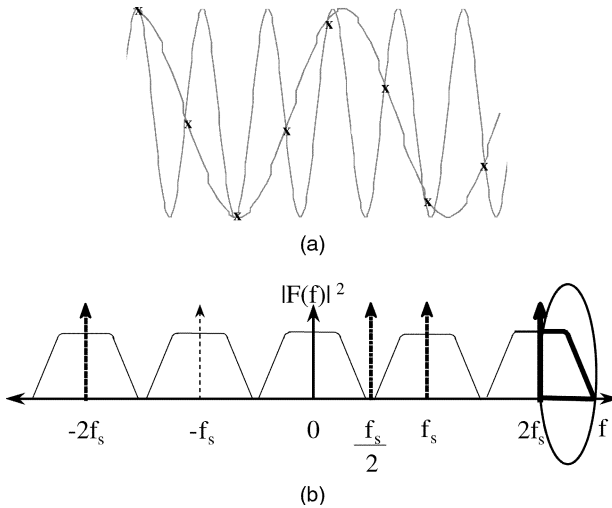 x x x x x x x x
(a)
|F(f)| ²
-2fₛ -fₛ 0 fₛ/2 fₛ 2fₛ f
(b)